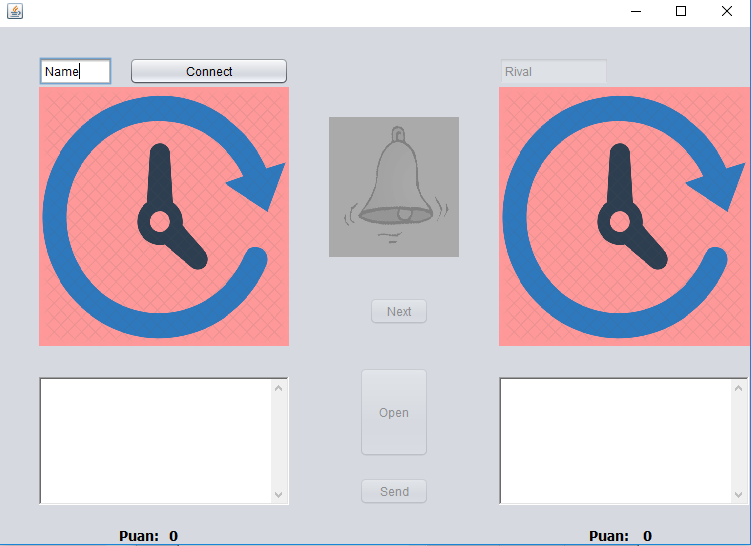 Name Connect Rival
Next
Open
Send
Puan: 0 Puan: 0